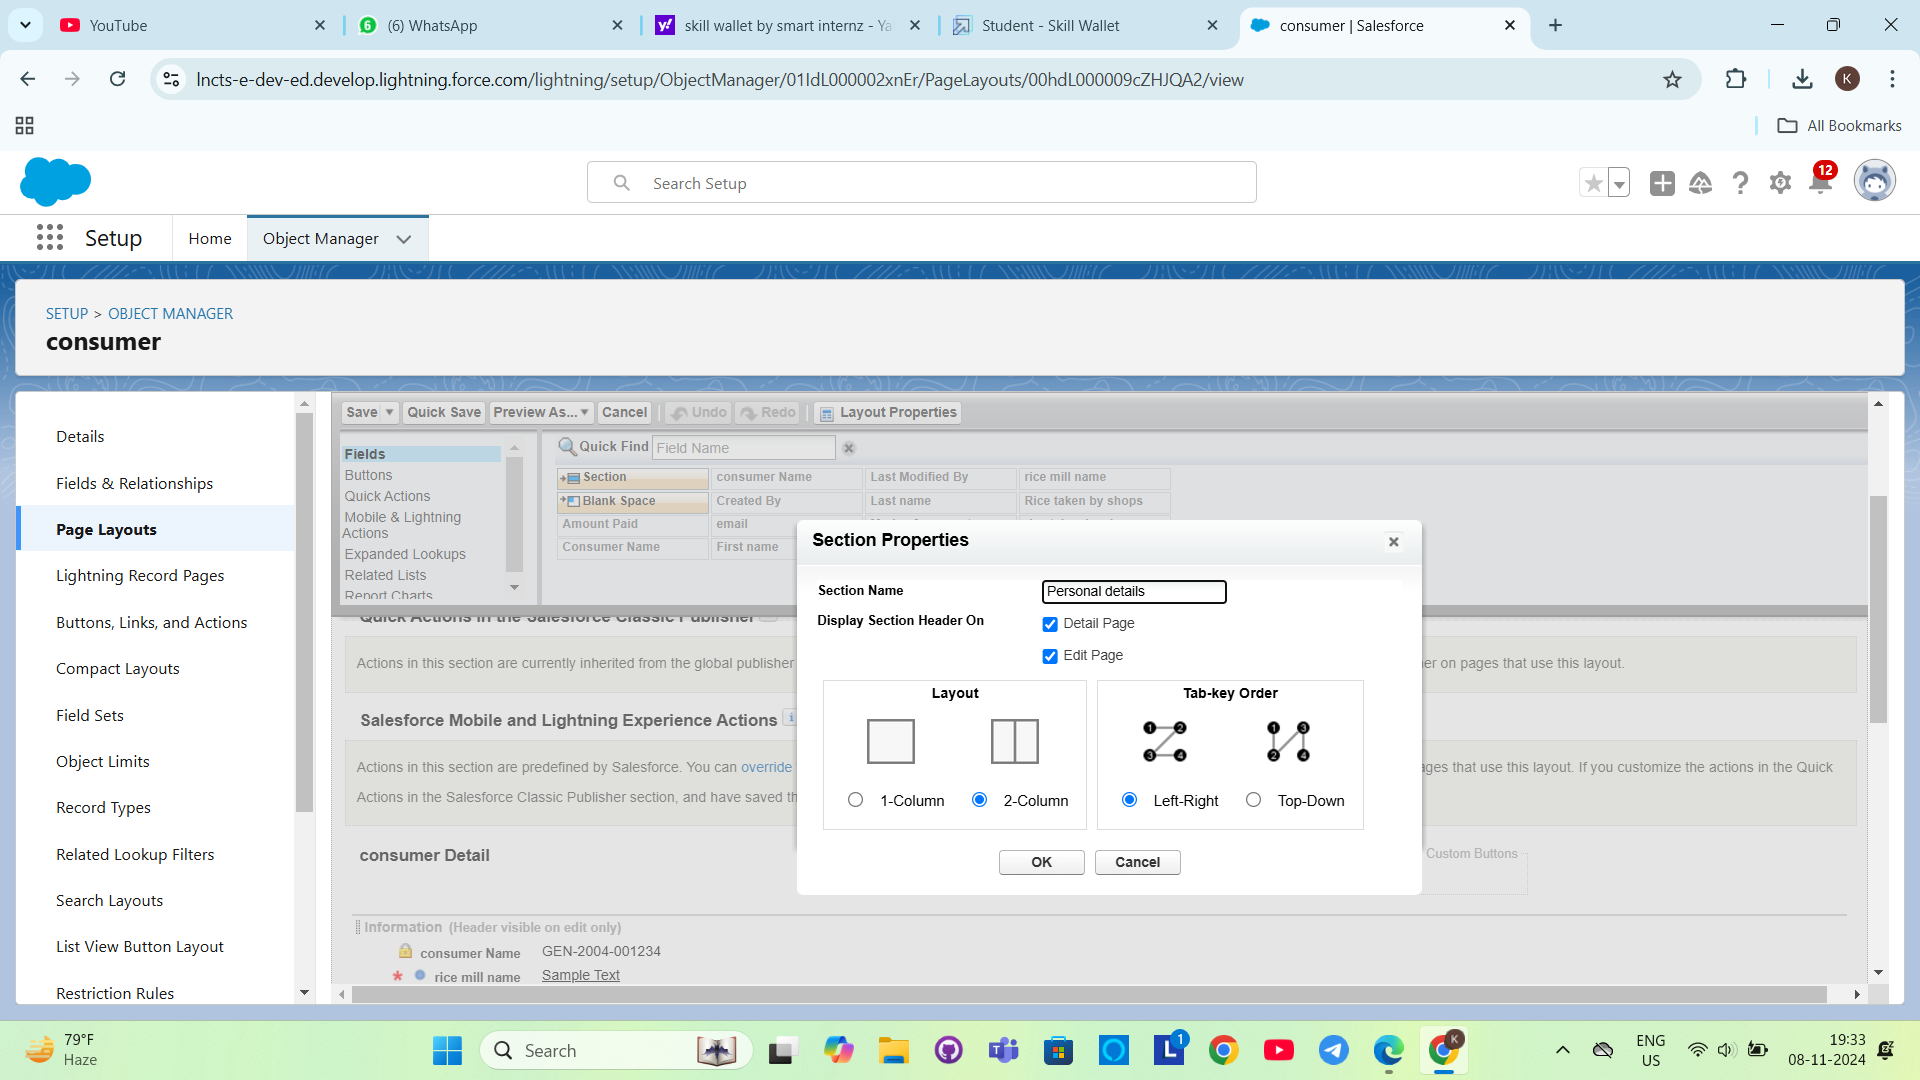 YouTube
(6) WhatsApp
skill wallet by smart internz - Ya
Student - Skill Wallet
consumer | Salesforce
lncts-e-dev-ed.develop.lightning.force.com/lightning/setup/ObjectManager/01IdL000002xnEr/PageLayouts/00hdL000009cZHJQA2/view
K
All Bookmarks
Search Setup
12
Setup
Home
Object Manager
SETUP > OBJECT MANAGER
consumer
Details
Fields & Relationships
Page Layouts
Lightning Record Pages
Buttons, Links, and Actions
Compact Layouts
Field Sets
Object Limits
Record Types
Related Lookup Filters
Search Layouts
List View Button Layout
Restriction Rules
Save
Quick Save
Preview As...
Cancel
Undo
Redo
Layout Properties
Fields
Buttons
Quick Actions
Mobile & Lightning
Actions
Expanded Lookups
Related Lists
Report Charts
Quick Find
Field Name
Section
consumer Name
Last Modified By
rice mill name
Blank Space
Created By
Last name
Rice taken by shops
Amount Paid
email
Consumer Name
First name
Quick Actions in the Salesforce Classic Publisher
Actions in this section are currently inherited from the global publisher
er on pages that use this layout.
Salesforce Mobile and Lightning Experience Actions
Actions in this section are predefined by Salesforce. You can override
ages that use this layout. If you customize the actions in the Quick
Actions in the Salesforce Classic Publisher section, and have saved th
consumer Detail
Custom Buttons
Information (Header visible on edit only)
consumer Name
GEN-2004-001234
* rice mill name
Sample Text
Section Properties
Section Name
Personal details
Display Section Header On
Detail Page
Edit Page
Layout
1-Column
2-Column
Tab-key Order
1 2 3 4
1 3 2 4
Left-Right
Top-Down
OK
Cancel
79°F
Haze
Search
1
K
ENG
US
19:33
08-11-2024